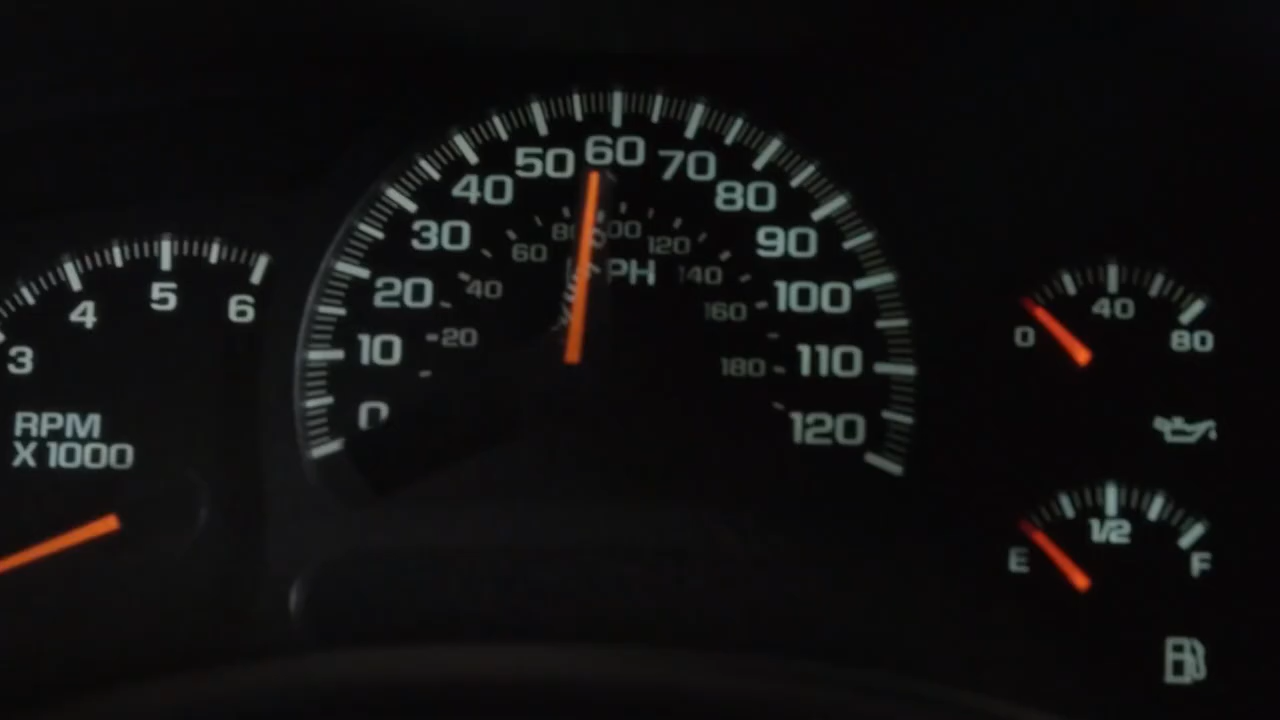 3 4 5 6
RPM
X 1000
0 10 20 30 40 50 60 70 80 90 100 110 120
20 40 60 120 140 160 180
PH
0 40 80
E 1/2 F